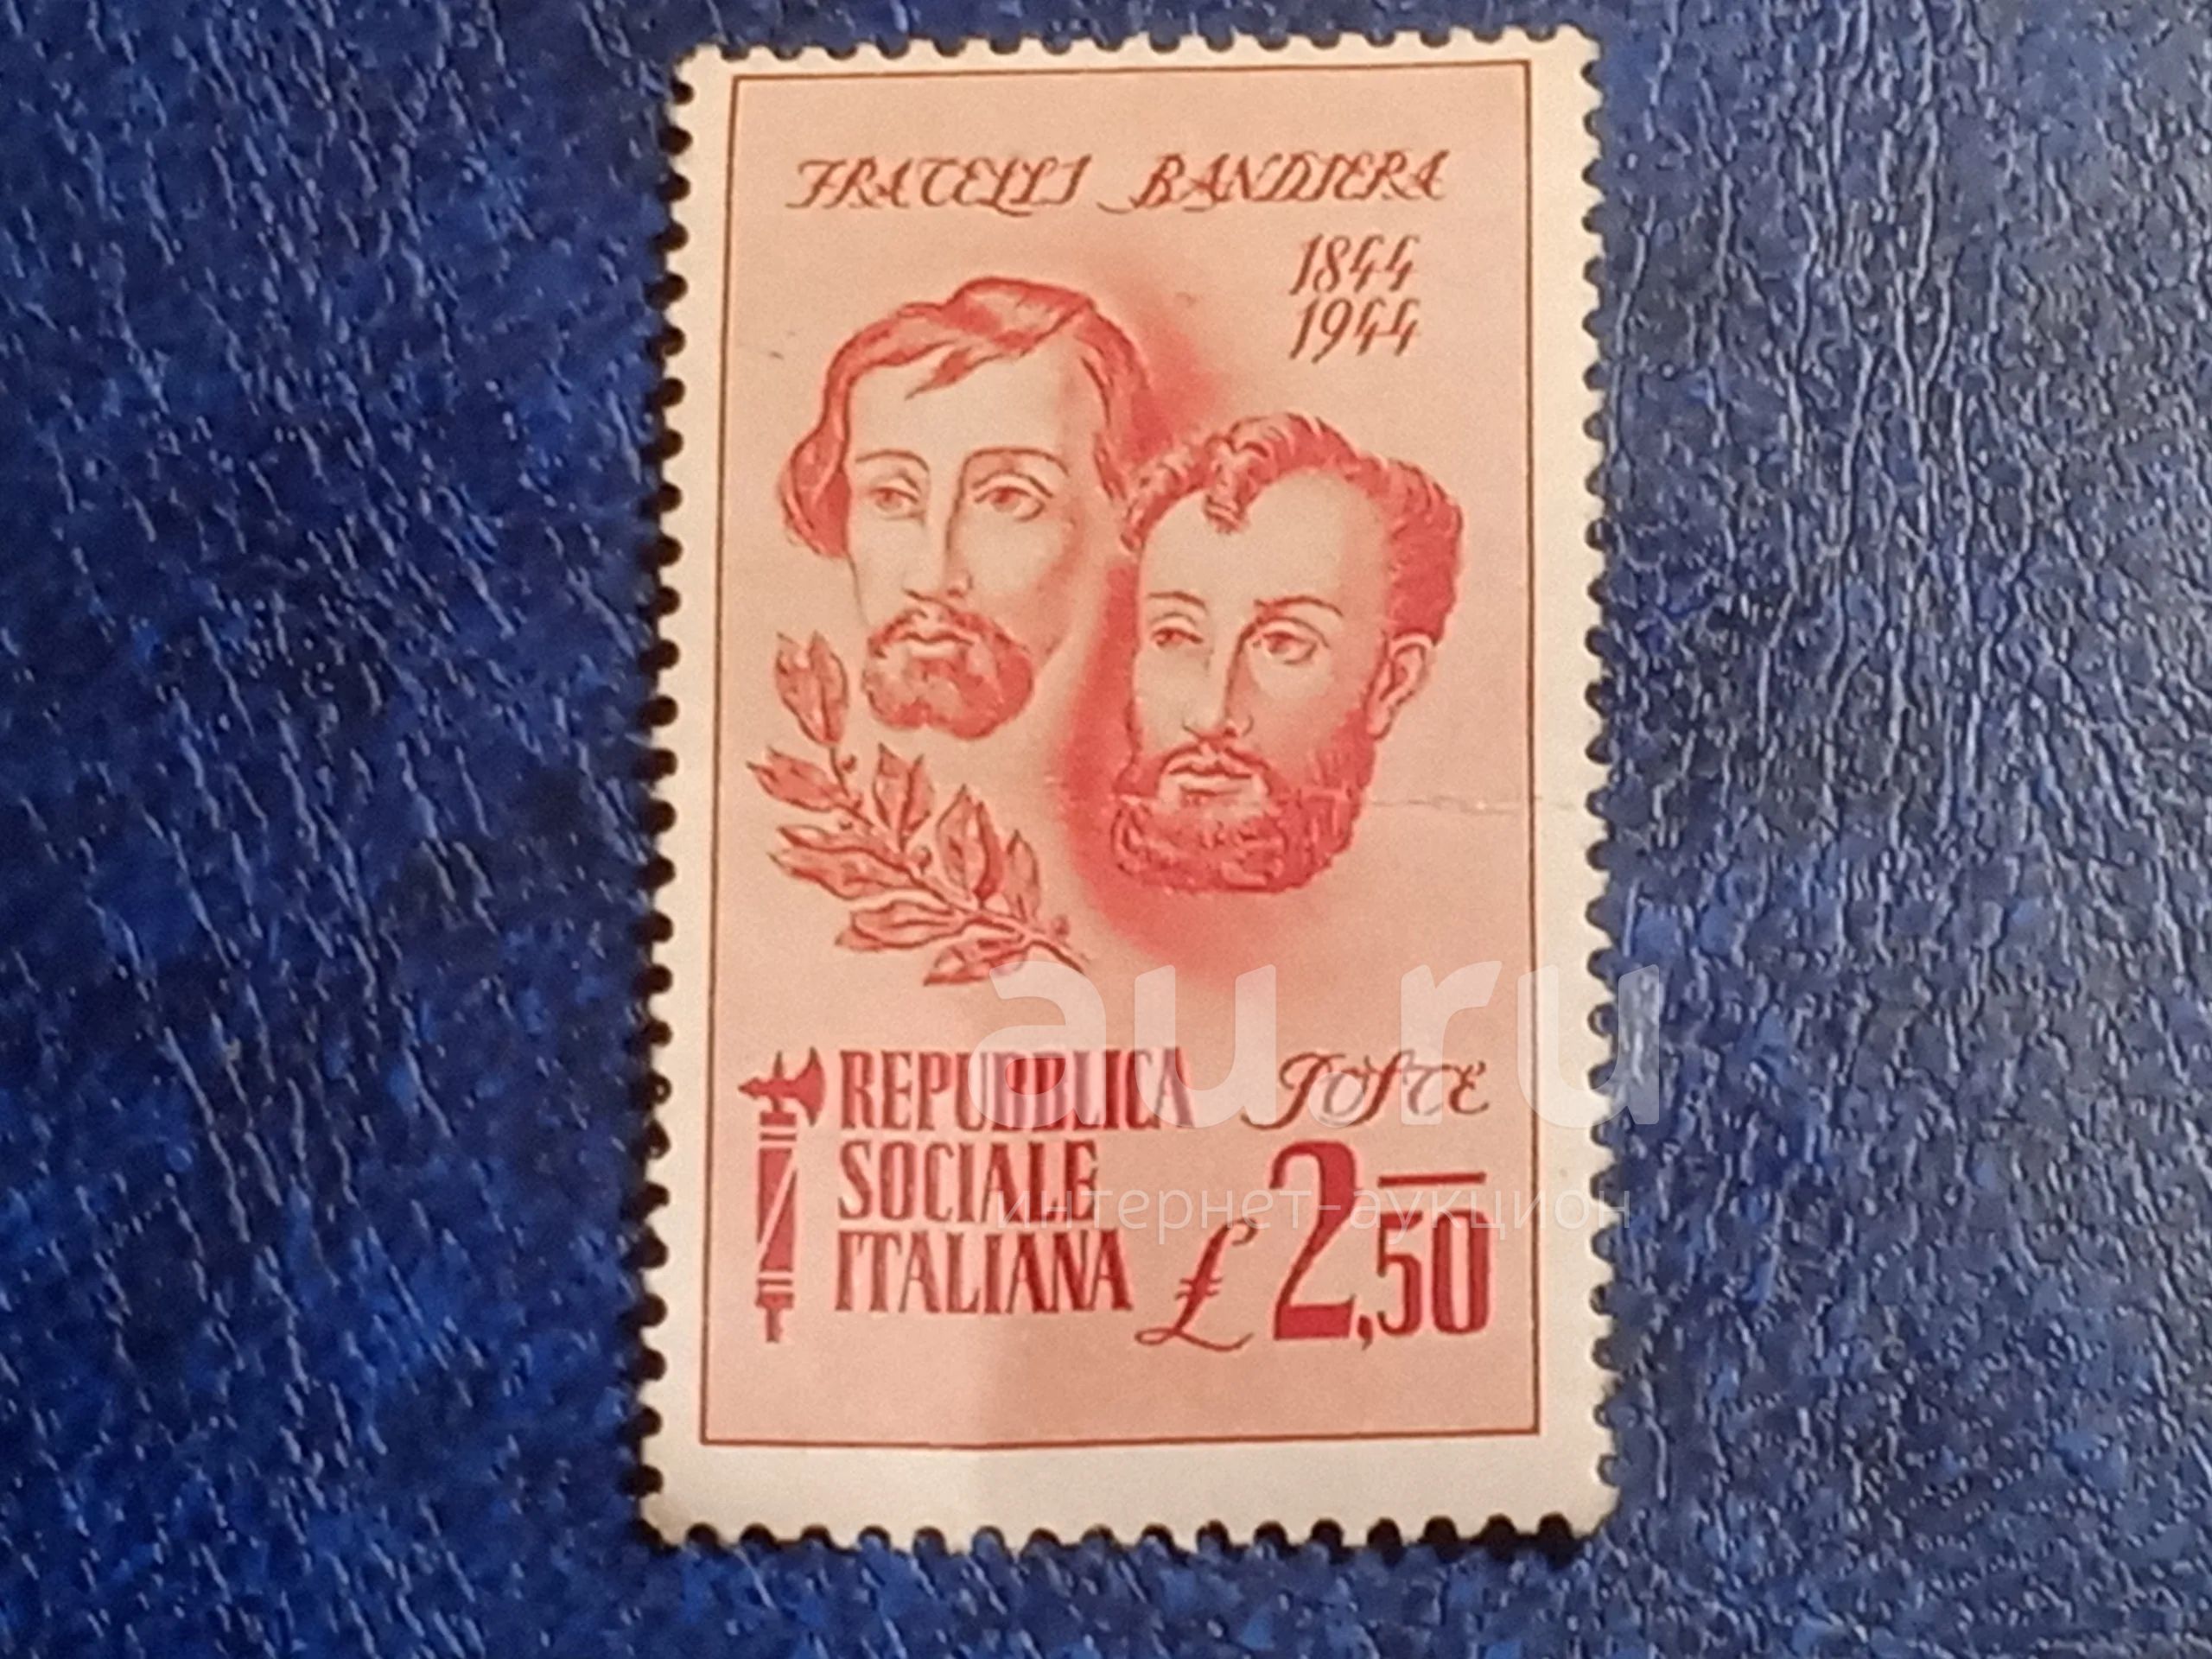 FRATELLI BANDIERA
1844
1944
REPUBBLICA
SOCIALE
ITALIANA
POSTE
£2,50
au.ru
интернет-аукцион